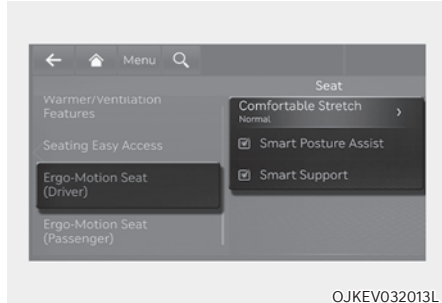 Menu
Seat
Warmer/Ventilation
Features
Seating Easy Access
Ergo-Motion Seat
(Driver)
Ergo-Motion Seat
(Passenger)
Comfortable Stretch
Normal
Smart Posture Assist
Smart Support
OJKEV032013L